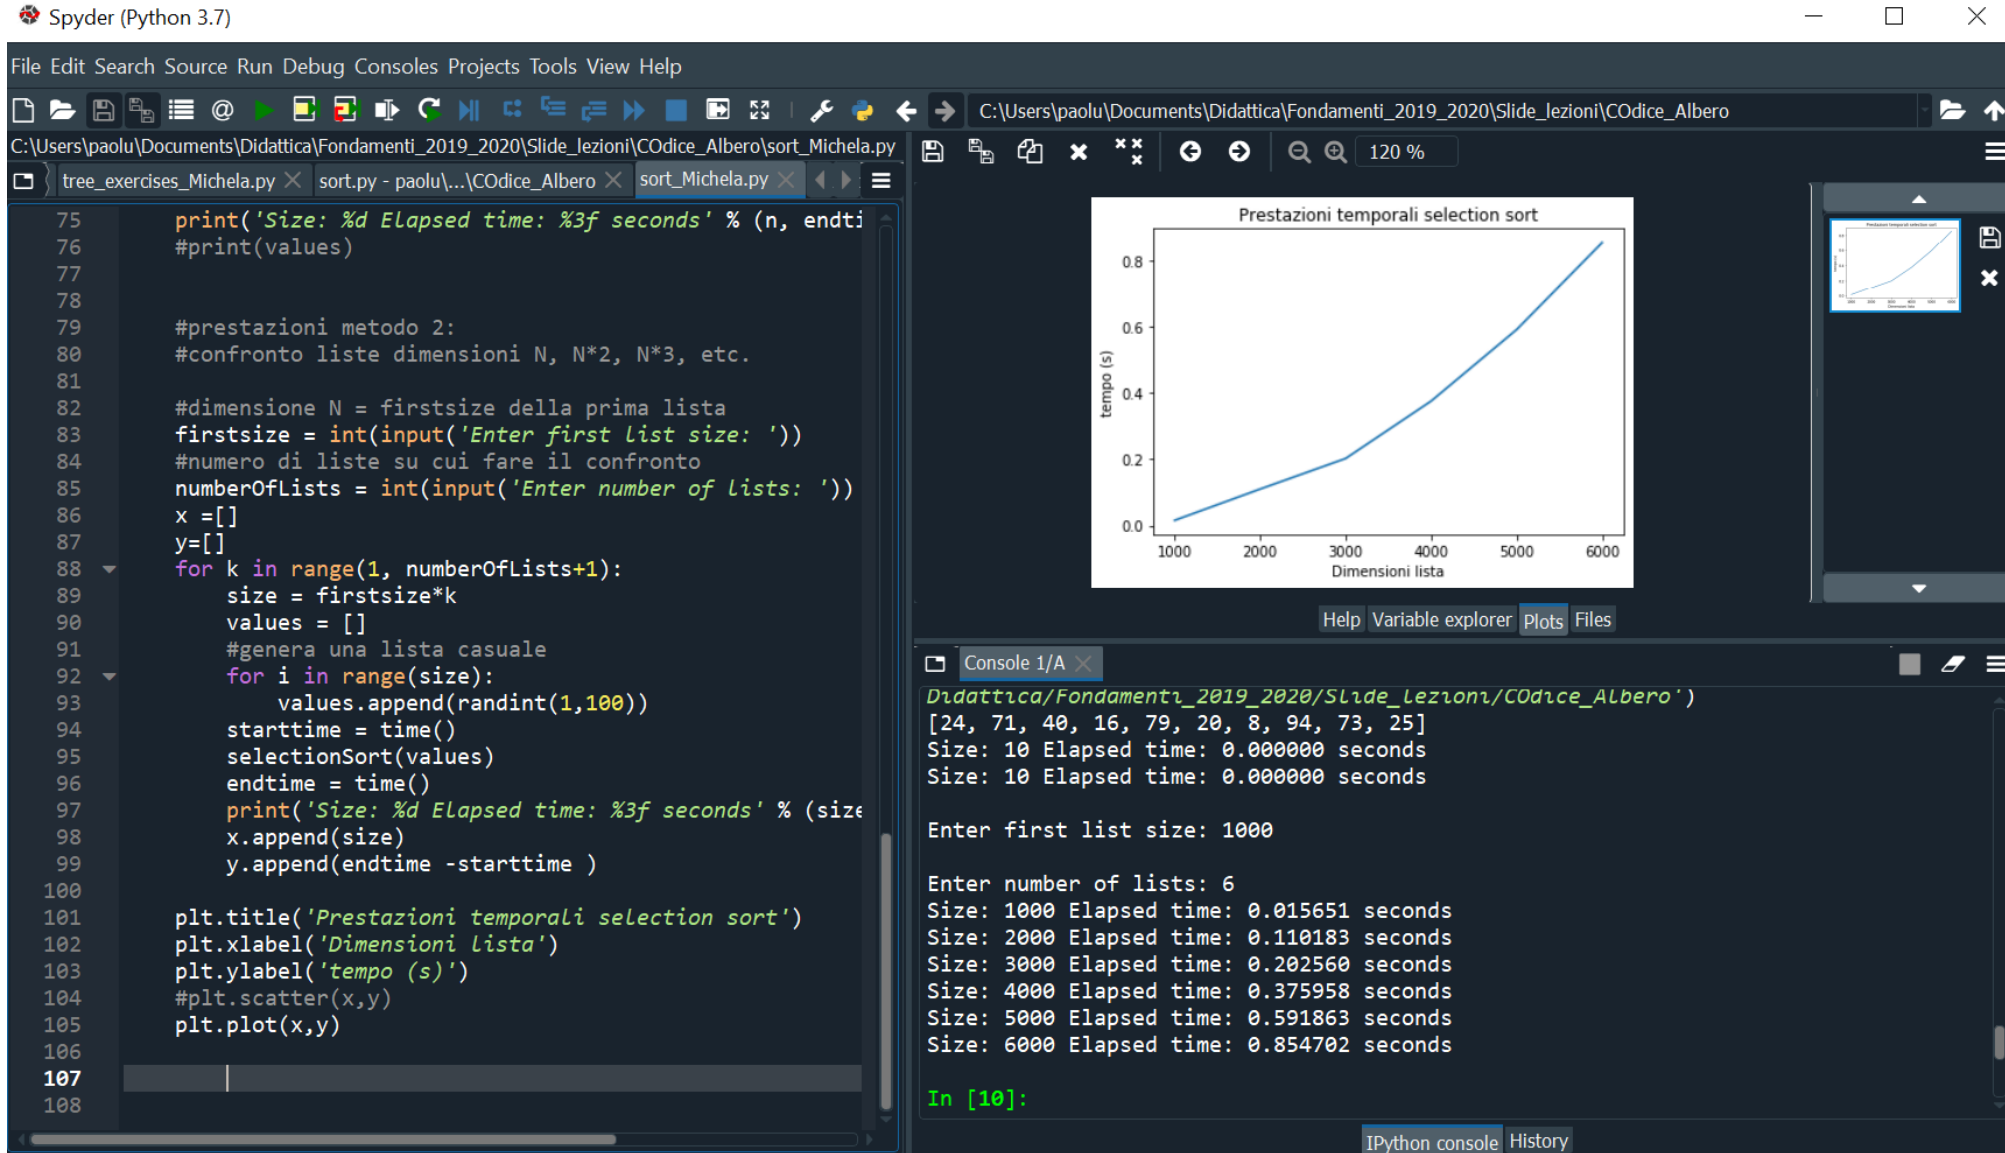 Spyder (Python 3.7)
File Edit Search Source Run Debug Consoles Projects Tools View Help
C:\Users\paolu\Documents\Didattica\Fondamenti_2019_2020\Slide_lezioni\COdice_Albero
C:\Users\paolu\Documents\Didattica\Fondamenti_2019_2020\Slide_lezioni\COdice_Albero\sort_Michela.py
tree_exercises_Michela.py
sort.py - paolu\...\COdice_Albero
sort_Michela.py
75 print('Size: %d Elapsed time: %3f seconds' % (n, endti
76 #print(values)
77
78
79 #prestazioni metodo 2:
80 #confronto liste dimensioni N, N*2, N*3, etc.
81
82 #dimensione N = firstsize della prima lista
83 firstsize = int(input('Enter first list size: '))
84 #numero di liste su cui fare il confronto
85 numberOfLists = int(input('Enter number of lists: '))
86 x =[]
87 y=[]
88 for k in range(1, numberOfLists+1):
89 size = firstsize*k
90 values = []
91 #genera una lista casuale
92 for i in range(size):
93 values.append(randint(1,100))
94 starttime = time()
95 selectionSort(values)
96 endtime = time()
97 print('Size: %d Elapsed time: %3f seconds' % (size
98 x.append(size)
99 y.append(endtime -starttime )
100
101 plt.title('Prestazioni temporali selection sort')
102 plt.xlabel('Dimensioni lista')
103 plt.ylabel('tempo (s)')
104 #plt.scatter(x,y)
105 plt.plot(x,y)
106
107
108
120 %
Prestazioni temporali selection sort
tempo (s)
0.8
0.6
0.4
0.2
0.0
1000 2000 3000 4000 5000 6000
Dimensioni lista
Help Variable explorer Plots Files
Console 1/A
Didattica/Fondamenti_2019_2020/Slide_lezioni/COdice_Albero')
[24, 71, 40, 16, 79, 20, 8, 94, 73, 25]
Size: 10 Elapsed time: 0.000000 seconds
Size: 10 Elapsed time: 0.000000 seconds
Enter first list size: 1000
Enter number of lists: 6
Size: 1000 Elapsed time: 0.015651 seconds
Size: 2000 Elapsed time: 0.110183 seconds
Size: 3000 Elapsed time: 0.202560 seconds
Size: 4000 Elapsed time: 0.375958 seconds
Size: 5000 Elapsed time: 0.591863 seconds
Size: 6000 Elapsed time: 0.854702 seconds
In [10]:
IPython console History